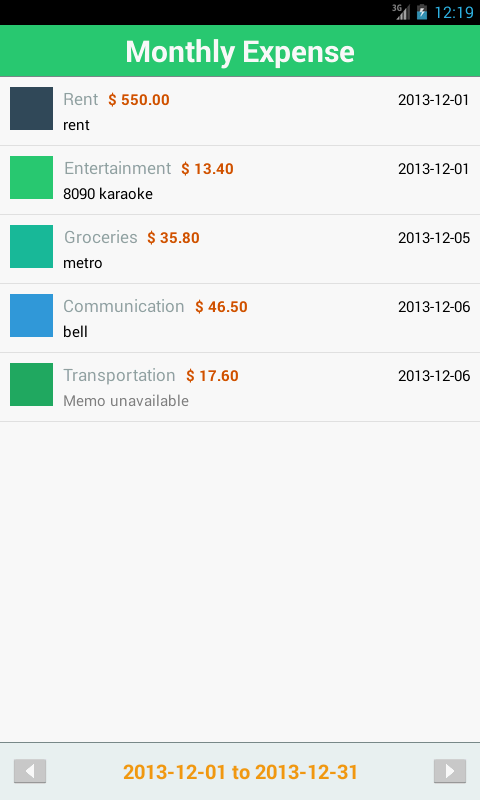 3G 12:19
Monthly Expense
Rent $ 550.00 2013-12-01
rent
Entertainment $ 13.40 2013-12-01
8090 karaoke
Groceries $ 35.80 2013-12-05
metro
Communication $ 46.50 2013-12-06
bell
Transportation $ 17.60 2013-12-06
Memo unavailable
2013-12-01 to 2013-12-31